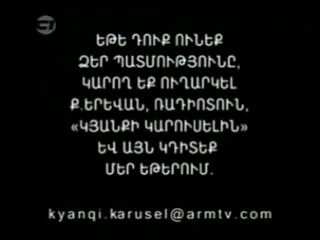 ԵԹԵ ԴՈՒՔ ՈՒՆԵՔ
ՁԵՐ ՊԱՏՄՈՒԹՅՈՒՆԸ,
ԿԱՐՈՂ ԵՔ ՈՒՂԱՐԿԵԼ
Ք.ԵՐԵՎԱՆ, ՌԱԴԻՈՏՈՒՆ,
«ԿՅԱՆՔԻ ԿԱՐՈՒՍԵԼԻՆ»
ԵՎ ԱՅՆ ԿԴԻՏԵՔ
ՄԵՐ ԵԹԵՐՈՒՄ.
kyanqi.karusel@armtv.com